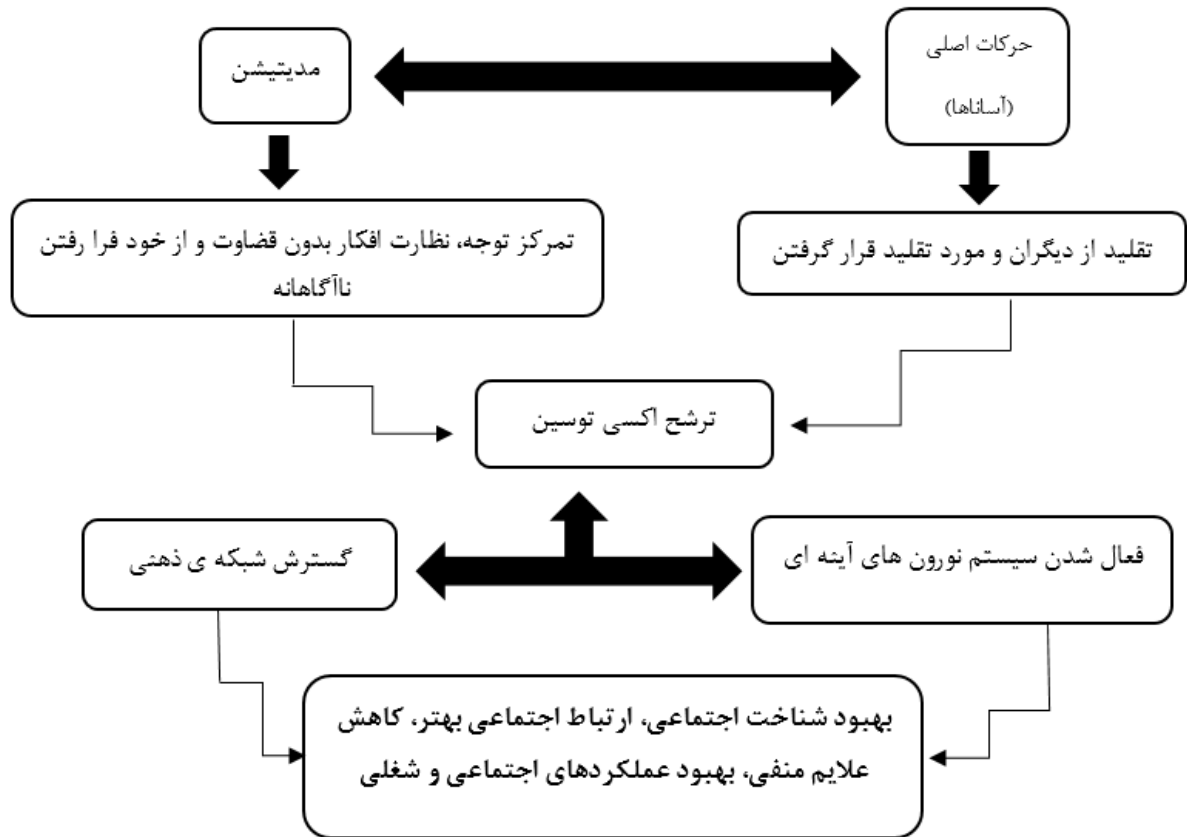 حرکات اصلی
(آساناها)
مدیتیشن
تقلید از دیگران و مورد تقلید قرار گرفتن
تمرکز توجه، نظارت افکار بدون قضاوت و از خود فرا رفتن
ناآگاهانه
ترشح اکسی توسین
فعال شدن سیستم نورون های آینه ای
گسترش شبکه ی ذهنی
بهبود شناخت اجتماعی، ارتباط اجتماعی بهتر، کاهش
علایم منفی، بهبود عملکردهای اجتماعی و شغلی